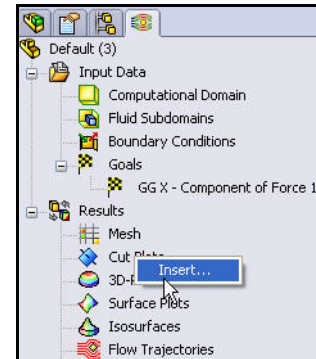 Default (3)
Input Data
Computational Domain
Fluid Subdomains
Boundary Conditions
Goals
GG X - Component of Force 1
Results
Mesh
Cut
Insert...
3D-
Surface Plots
Isosurfaces
Flow Trajectories